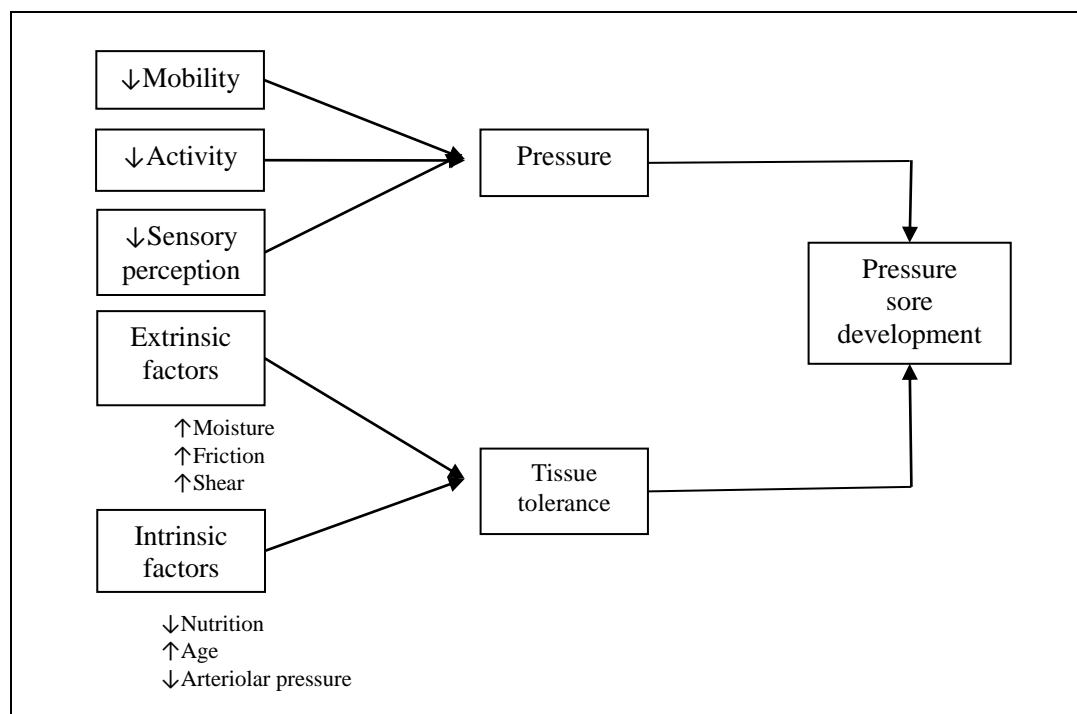 ↓Mobility
↓Activity
↓Sensory
perception
Extrinsic
factors
↑Moisture
↑Friction
↑Shear
Intrinsic
factors
↓Nutrition
↑Age
↓Arteriolar pressure
Pressure
Tissue
tolerance
Pressure
sore
development